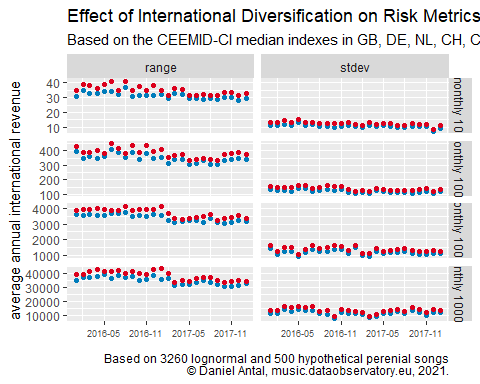 Effect of International Diversification on Risk Metrics
Based on the CEEMID-CI median indexes in GB, DE, NL, CH, C
range
stdev
average annual international revenue
40
30
20
10
nonthly 10
400
300
200
100
onthly 100
4000
3000
2000
1000
onthly 100
40000
30000
20000
10000
nthly 1000
2016-05
2016-11
2017-05
2017-11
2016-05
2016-11
2017-05
2017-11
Based on 3260 lognormal and 500 hypothetical perenial songs
© Daniel Antal, music.dataobservatory.eu, 2021.